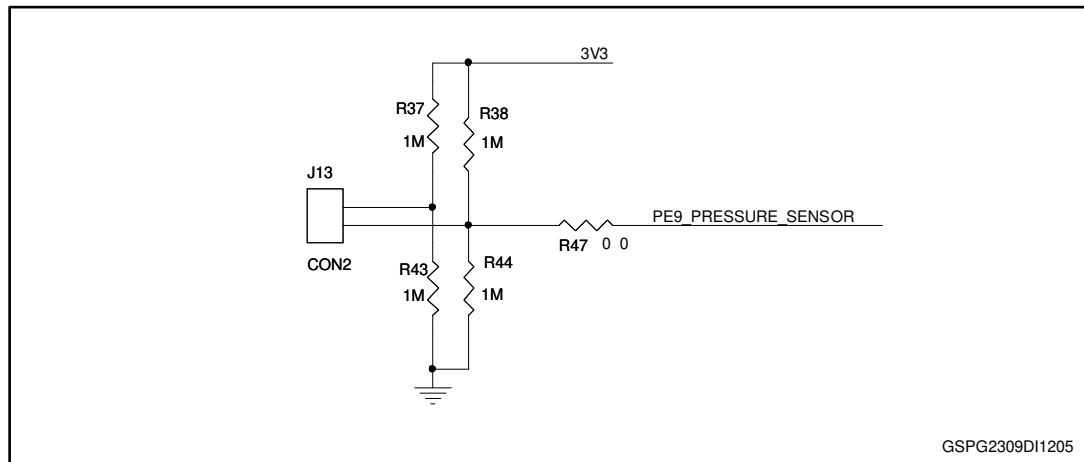 3V3
R37
1M
R38
1M
J13
CON2
PE9_PRESSURE_SENSOR
R47 0 0
R43
1M
R44
1M
GSPG2309DI1205